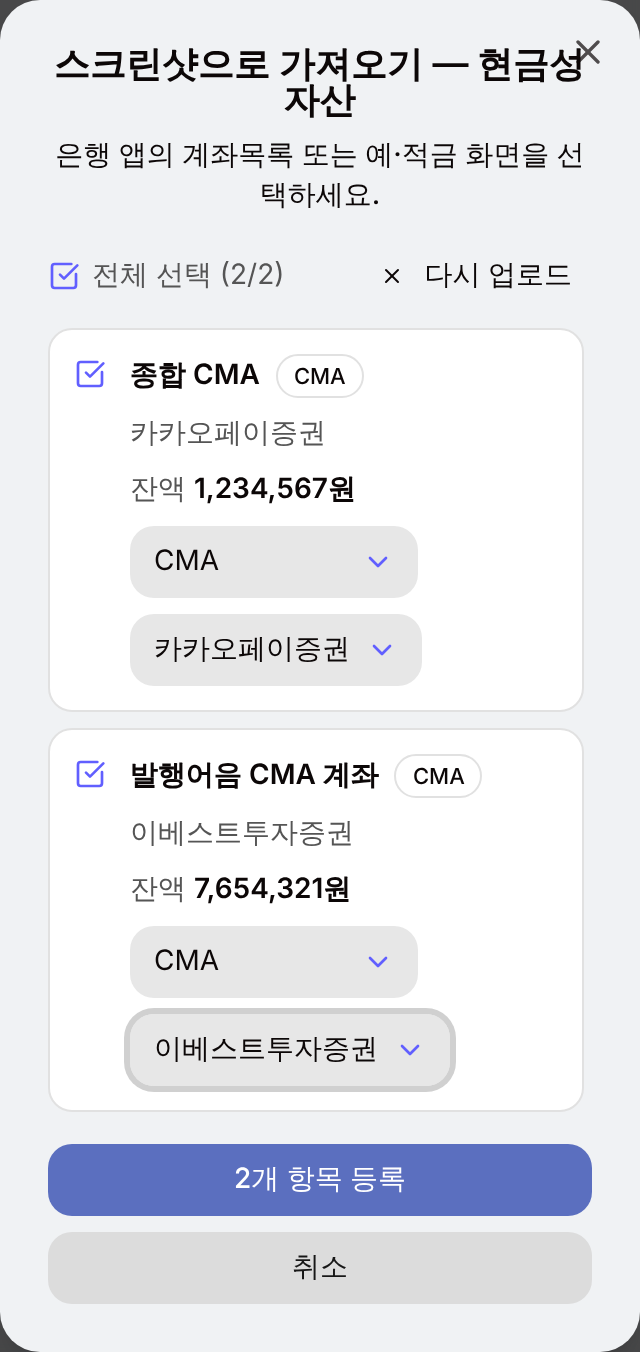 스크린샷으로 가져오기 — 현금성
자산
은행 앱의 계좌목록 또는 예·적금 화면을 선
택하세요.
전체 선택 (2/2)
다시 업로드
종합 CMA
CMA
카카오페이증권
잔액 1,234,567원
CMA
카카오페이증권
발행어음 CMA 계좌
CMA
이베스트투자증권
잔액 7,654,321원
CMA
이베스트투자증권
2개 항목 등록
취소